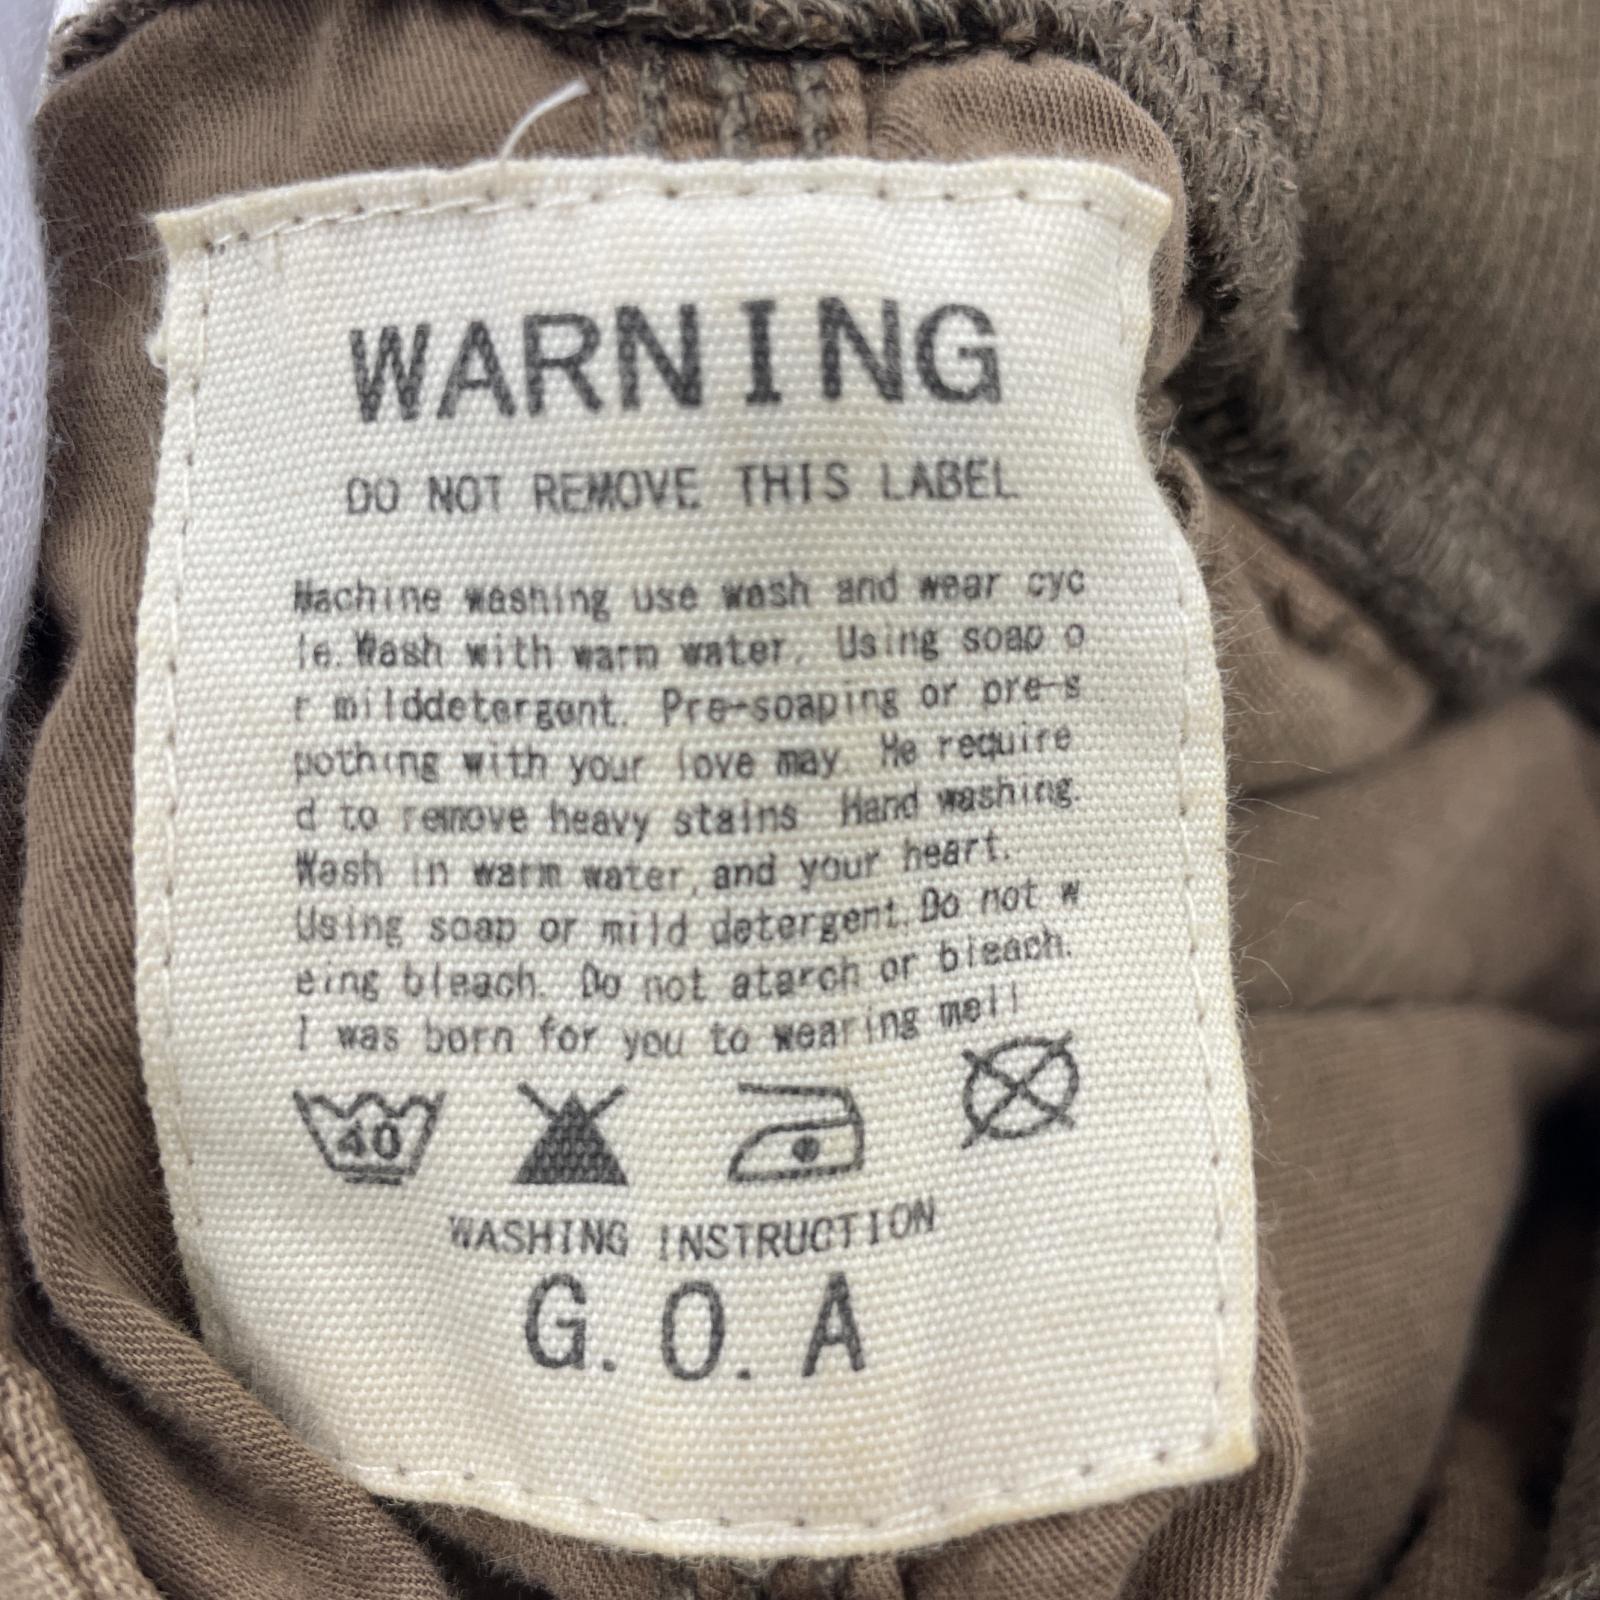 WARNING
DO NOT REMOVE THIS LABEL
Machine washing use wash and wear cyc
le. Wash with warm water. Using soap o
r milddetergent. Pre-soaping or pre-s
pothing with your love may. He require
d to remove heavy stains Hand washing.
Wash in warm water, and your heart.
Using soap or mild detergent. Do not w
eing bleach. Do not atarch or bleach.
I was born for you to wearing mell
40
WASHING INSTRUCTION
G.O.A